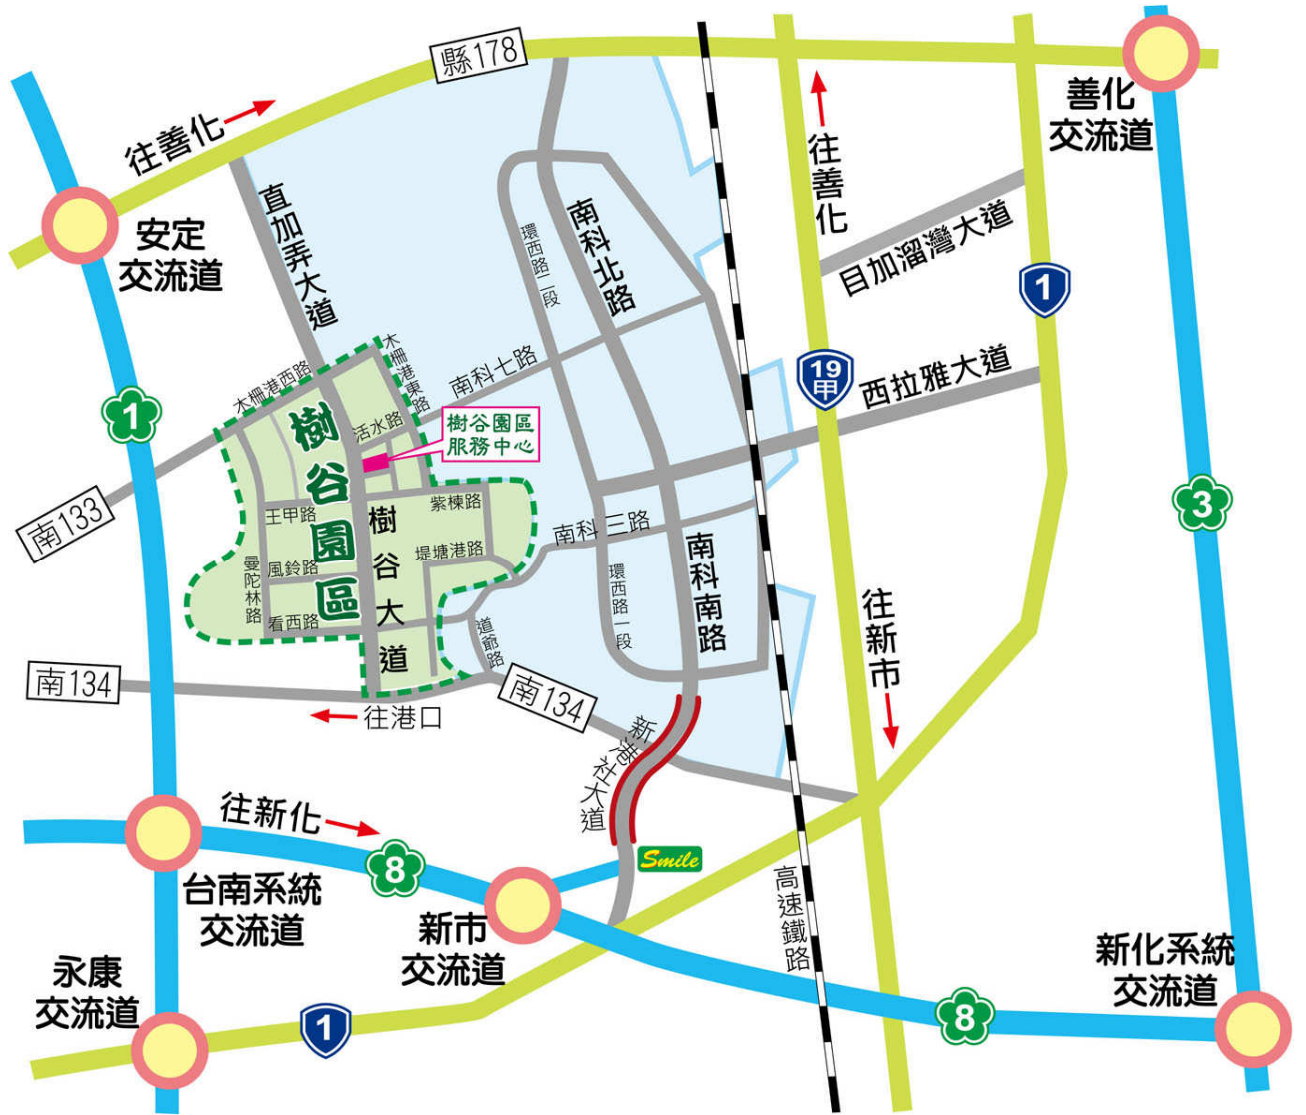 縣178
往善化
善化
交流道
往善化
直加弄大道
安定
交流道
南科北路
環西路二段
目加溜灣大道
1
19
甲
西拉雅大道
木柵港西路
木柵港東路
南科七路
1
活水路
樹谷園區
服務中心
樹谷園區
南133
王甲路
紫楝路
樹谷大道
南科三路
3
堤塘港路
風鈴路
曼陀林路
看西路
環西路一段
南科南路
道爺路
往新市
南134
南134
往港口
新港社大道
往新化
8
Smile
台南系統
交流道
新市
交流道
高速鐵路
新化系統
交流道
永康
交流道
1
8